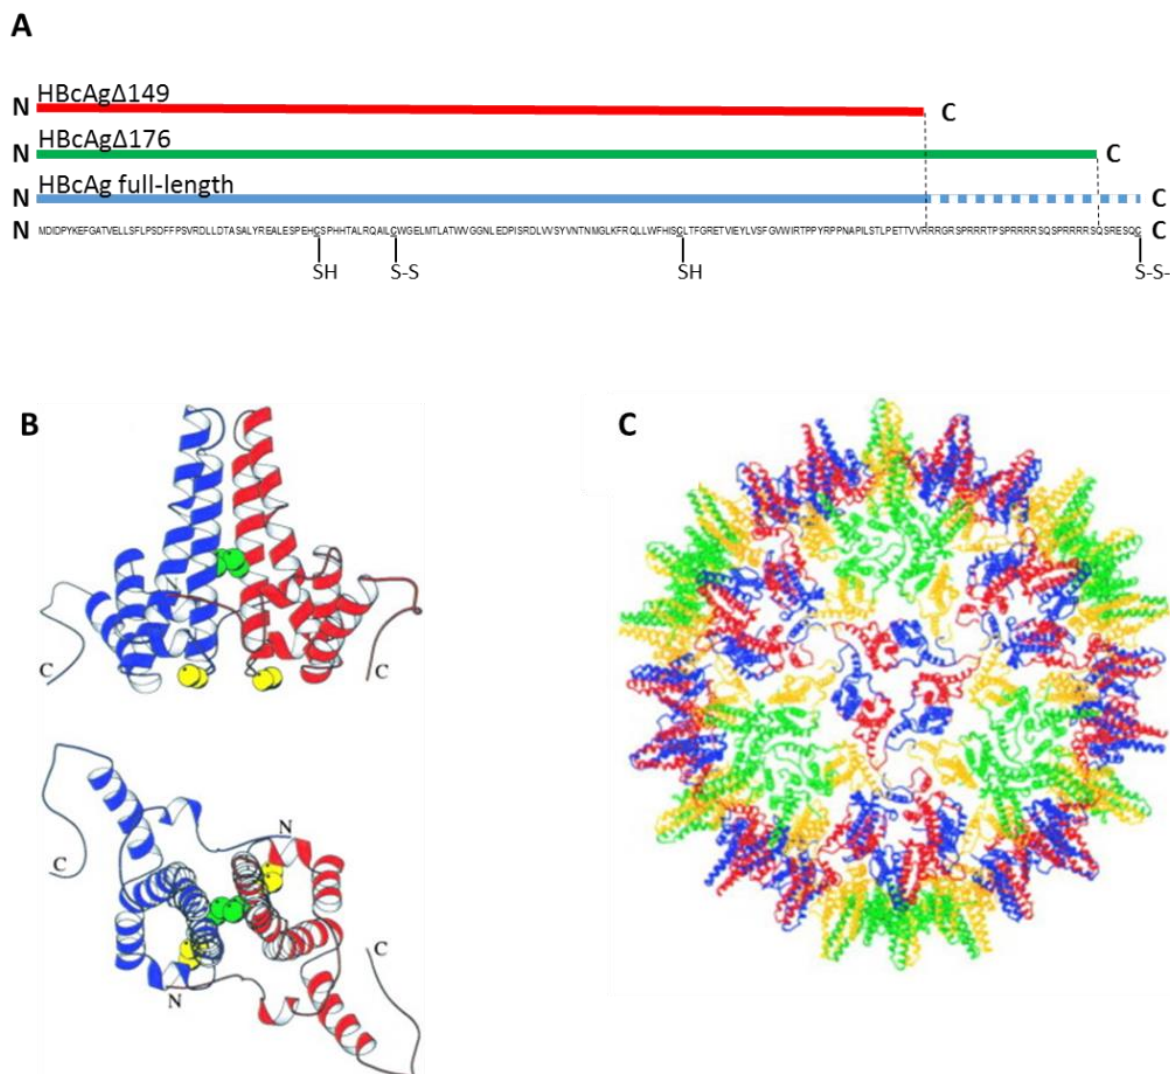 A
HBcAgΔ149
N C
HBcAgΔ176
N C
HBcAg full-length
N C
N MDIDPYKEFGATVELLSFLPSDFFPSVRDLLDTASALYREALESPEHCSPHHTALRQAILCWGELMTLATWVGGNLEDPISRDLVVSYVNTNMGLKFRQLLWFHISCLTFGRETVIEYLVSFGVWIRTPPYRPPNAPILSTLPETTVVRRRGRSPRRRTPSPRRRRSQSPRRRRSQSRESQC C
SH S-S SH S-S-
B
C
C C
N
C
C
N